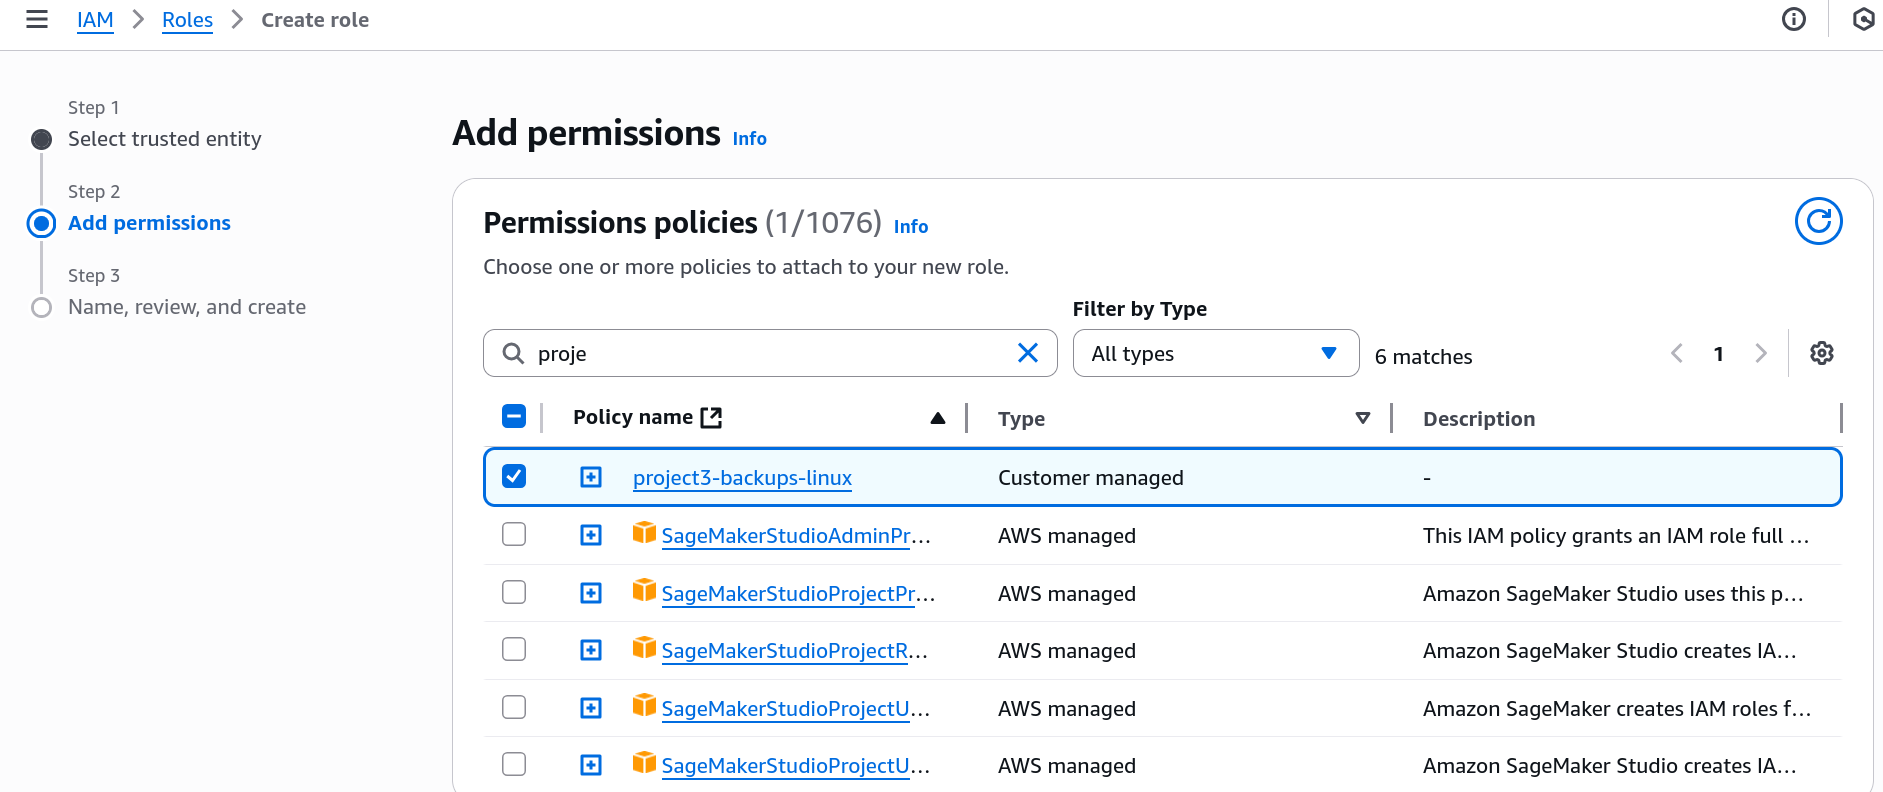 IAM > Roles > Create role
Step 1
Select trusted entity
Step 2
Add permissions
Step 3
Name, review, and create
Add permissions Info
Permissions policies (1/1076) Info
Choose one or more policies to attach to your new role.
Filter by Type
proje
All types
6 matches
1
Policy name Type Description
project3-backups-linux Customer managed -
SageMakerStudioAdminPr... AWS managed This IAM policy grants an IAM role full ...
SageMakerStudioProjectPr... AWS managed Amazon SageMaker Studio uses this p...
SageMakerStudioProjectR... AWS managed Amazon SageMaker Studio creates IA...
SageMakerStudioProjectU... AWS managed Amazon SageMaker creates IAM roles f...
SageMakerStudioProjectU... AWS managed Amazon SageMaker Studio creates IA...